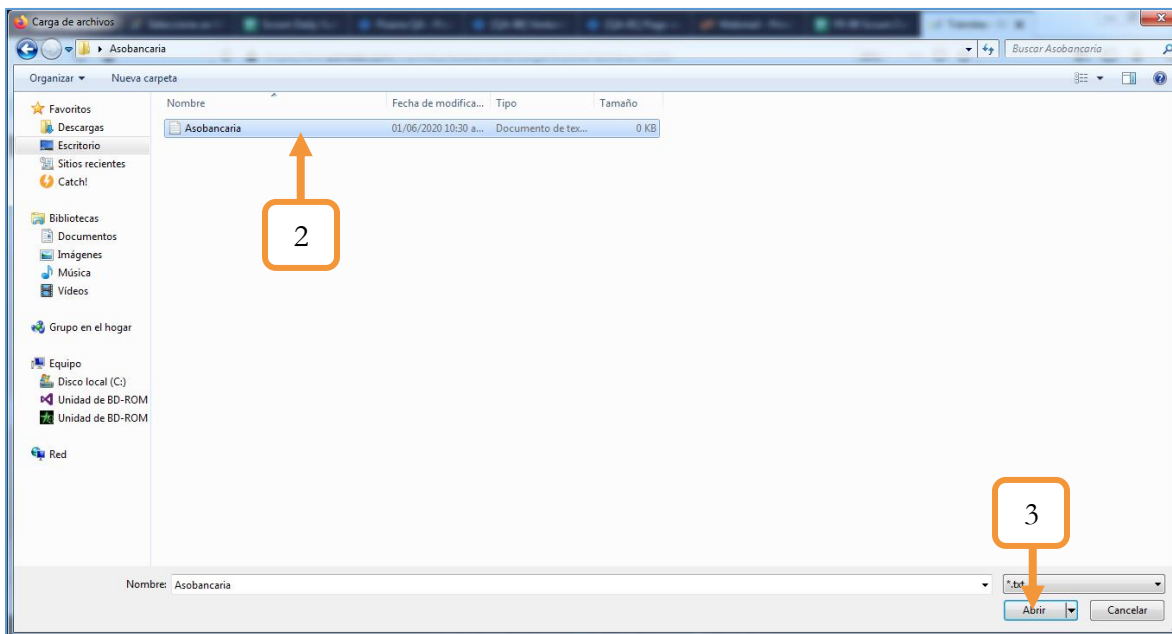 Carga de archivos
Asobancaria
Buscar Asobancaria
Organizar
Nueva carpeta
Nombre
Fecha de modifica...
Tipo
Tamaño
Favoritos
Asobancaria
01/06/2020 10:30 a...
Documento de tex...
0 KB
Descargas
Escritorio
Sitios recientes
Catch!
2
Bibliotecas
Documentos
Imágenes
Música
Vídeos
Grupo en el hogar
Equipo
Disco local (C:)
Unidad de BD-ROM
Unidad de BD-ROM
Red
3
Nombre:
Asobancaria
*.txt
Abrir
Cancelar